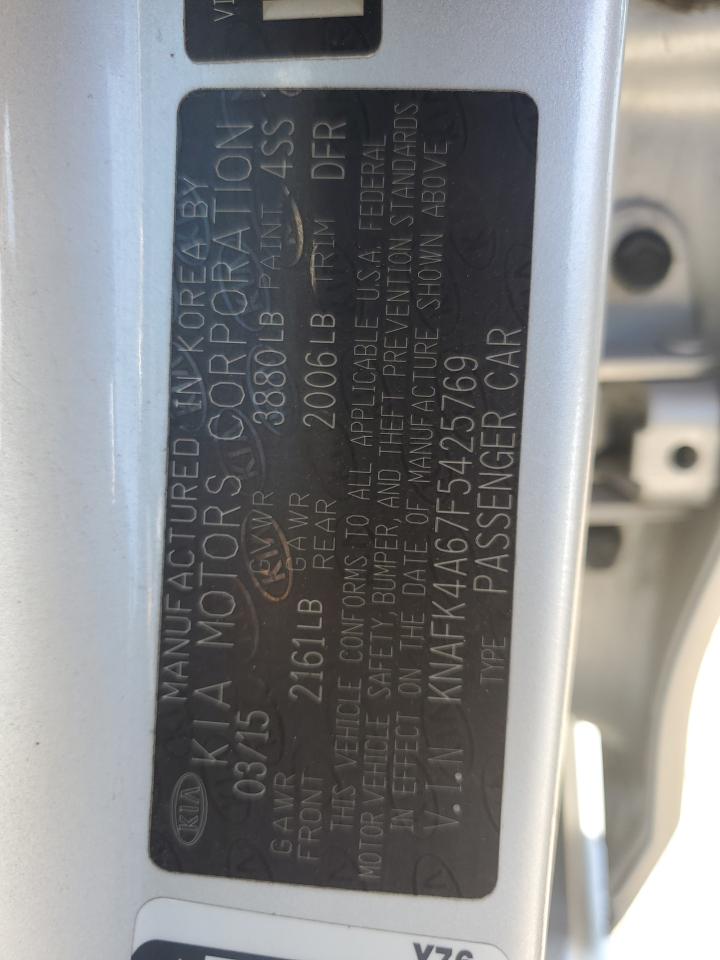 VI
KIA
MANUFACTURED IN KOREA BY
KIA MOTORS CORPORATION
03/15 GVWR 3880LB PAINT 4SS
GAWR FRONT 2161LB GAWR REAR 2006LB TRIM DFR
THIS VEHICLE CONFORMS TO ALL APPLICABLE U.S.A. FEDERAL
MOTOR VEHICLE SAFETY, BUMPER, AND THEFT PREVENTION STANDARDS
IN EFFECT ON THE DATE OF MANUFACTURE SHOWN ABOVE
V.I.N KNAFK4A67F5425769
TYPE PASSENGER CAR